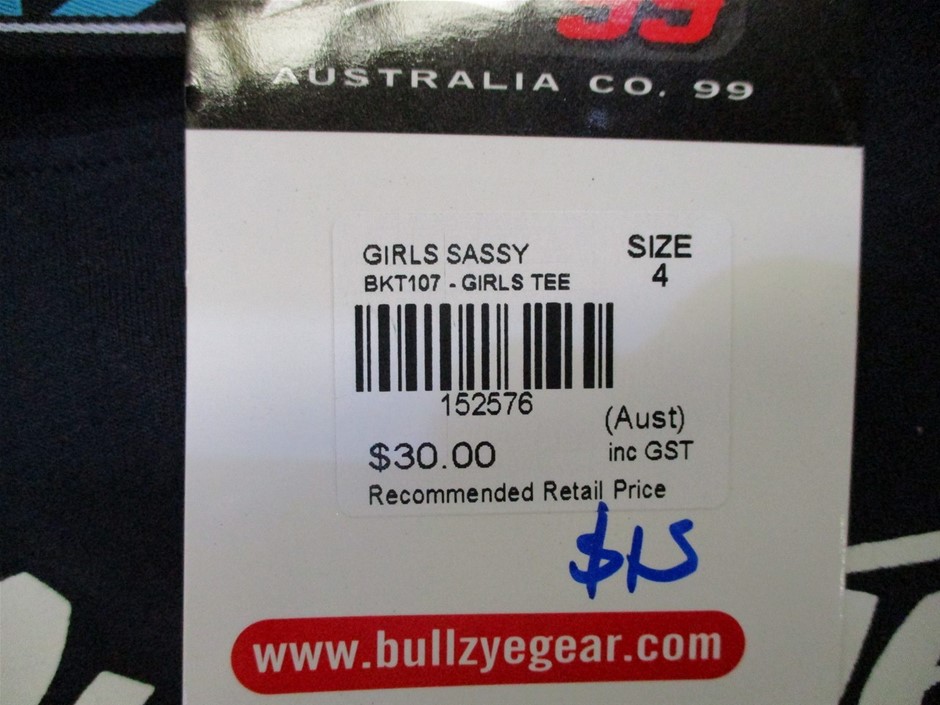 99
AUSTRALIA CO. 99
GIRLS SASSY
BKT107 - GIRLS TEE
SIZE
4
152576
(Aust)
$30.00
inc GST
Recommended Retail Price
$15
www.bullzyegear.com